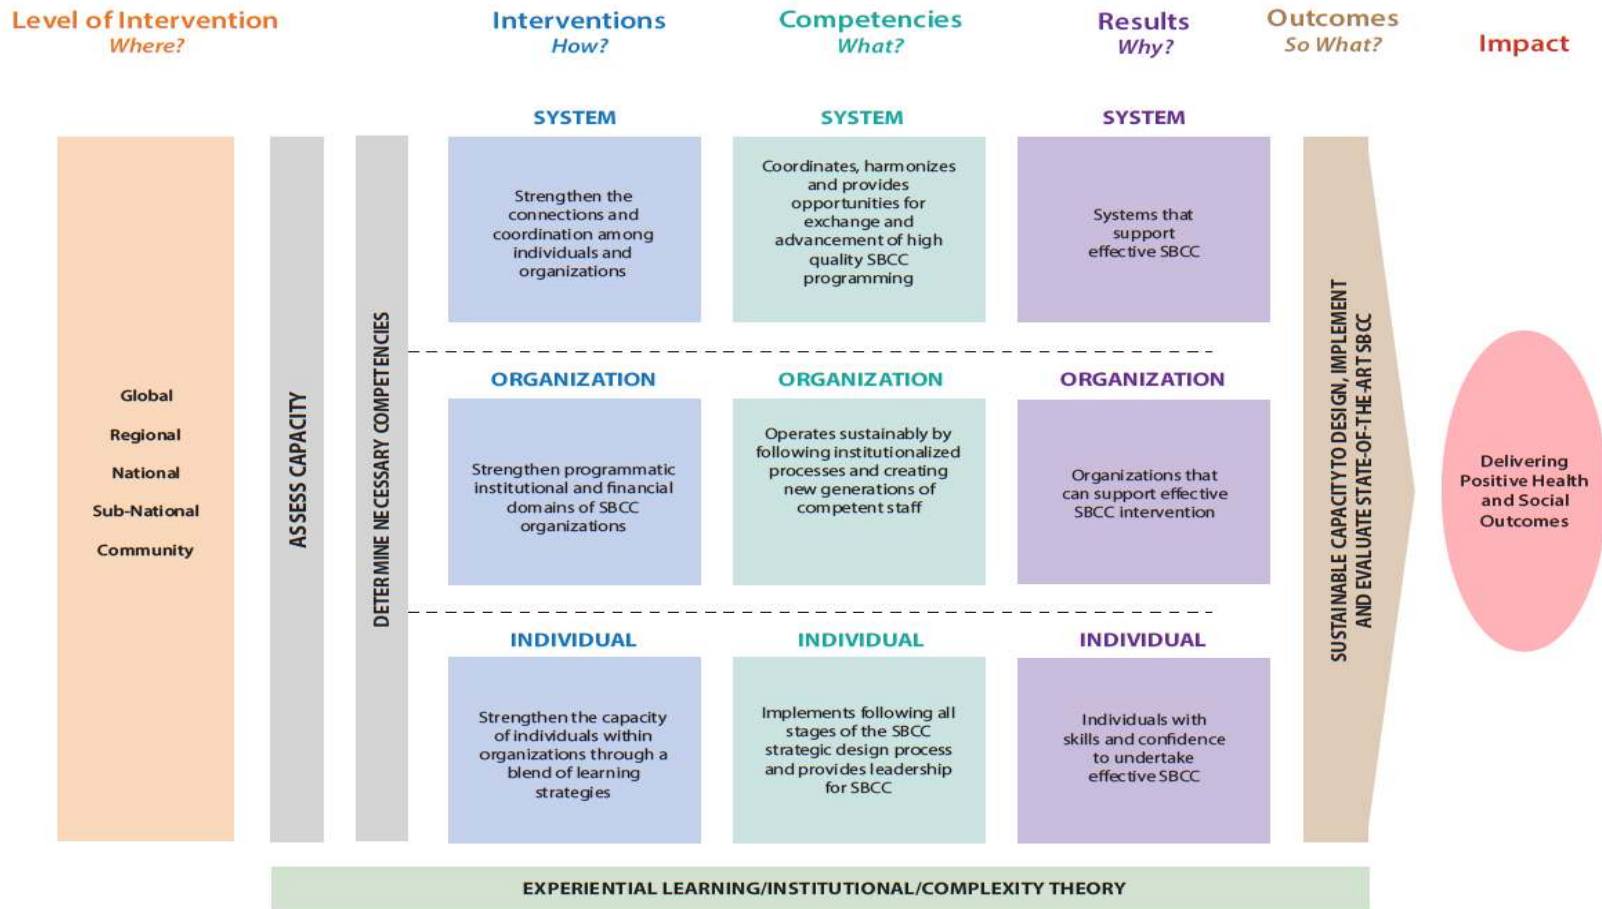 Level of Intervention
Where?
Interventions
How?
Competencies
What?
Results
Why?
Outcomes
So What?
Impact
Global
Regional
National
Sub-National
Community
ASSESS CAPACITY
DETERMINE NECESSARY COMPETENCIES
SYSTEM
Strengthen the
connections and
coordination among
individuals and
organizations
SYSTEM
Coordinates, harmonizes
and provides
opportunities for
exchange and
advancement of high
quality SBCC
programming
SYSTEM
Systems that
support
effective SBCC
ORGANIZATION
Strengthen programmatic
institutional and financial
domains of SBCC
organizations
ORGANIZATION
Operates sustainably by
following institutionalized
processes and creating
new generations of
competent staff
ORGANIZATION
Organizations that
can support effective
SBCC intervention
INDIVIDUAL
Strengthen the capacity
of individuals within
organizations through a
blend of learning
strategies
INDIVIDUAL
Implements following all
stages of the SBCC
strategic design process
and provides leadership
for SBCC
INDIVIDUAL
Individuals with
skills and confidence
to undertake
effective SBCC
SUSTAINABLE CAPACITY TO DESIGN, IMPLEMENT
AND EVALUATE STATE-OF-THE-ART SBCC
Delivering
Positive Health
and Social
Outcomes
EXPERIENTIAL LEARNING/INSTITUTIONAL/COMPLEXITY THEORY